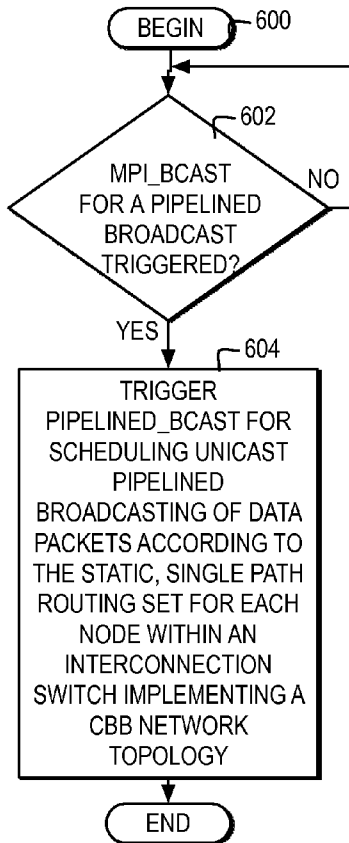 BEGIN
600
602
MPI_BCAST
FOR A PIPELINED
BROADCAST
TRIGGERED?
NO
YES
604
TRIGGER
PIPELINED_BCAST FOR
SCHEDULING UNICAST
PIPELINED
BROADCASTING OF DATA
PACKETS ACCORDING TO
THE STATIC, SINGLE PATH
ROUTING SET FOR EACH
NODE WITHIN AN
INTERCONNECTION
SWITCH IMPLEMENTING A
CBB NETWORK
TOPOLOGY
END